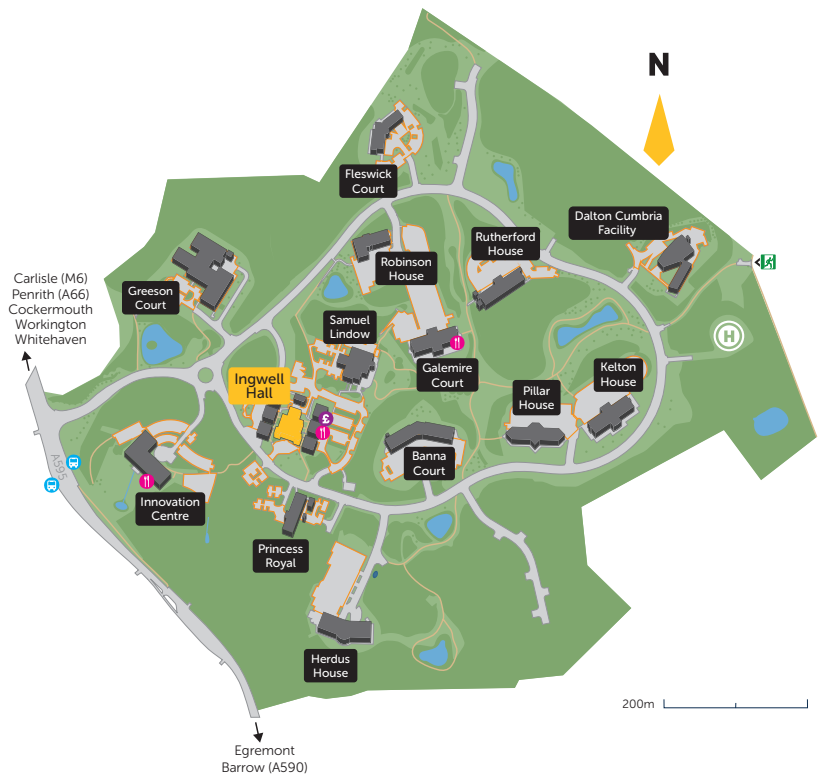 N
Fleswick
Court
Dalton Cumbria
Facility
Rutherford
House
Robinson
House
Carlisle (M6)
Penrith (A66)
Cockermouth
Workington
Whitehaven
Greeson
Court
Samuel
Lindow
H
Ingwell
Hall
Galemire
Court
Kelton
House
Pillar
House
£
Banna
Court
A595
Innovation
Centre
Princess
Royal
Herdus
House
200m
Egremont
Barrow (A590)